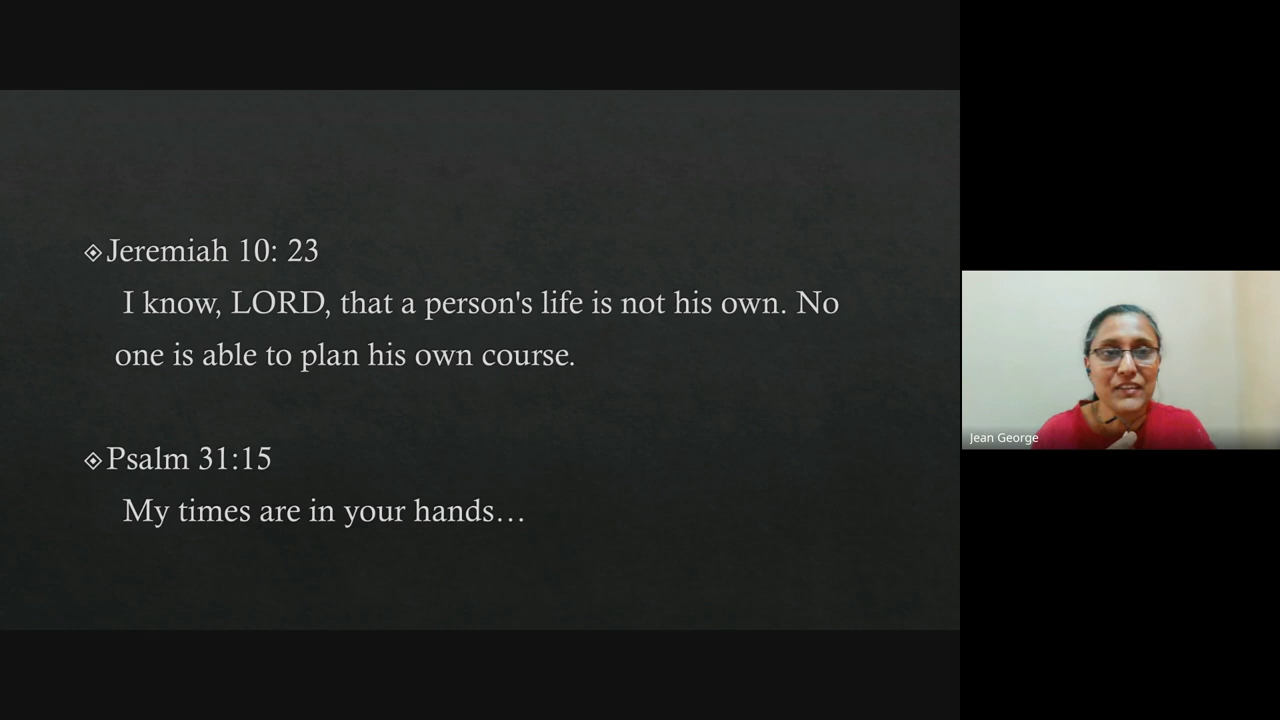 Jeremiah 10: 23
I know, LORD, that a person's life is not his own. No
one is able to plan his own course.
Psalm 31:15
My times are in your hands…
Jean George